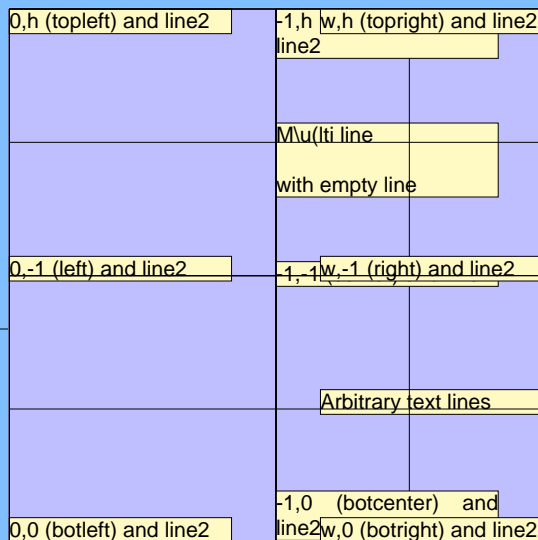 0,h (topleft) and line2
-1,h
line2
w,h (topright) and line2
M\u(lti line
with empty line
0,-1 (left) and line2
-1,-1
w,-1 (right) and line2
Arbitrary text lines
-1,0 (botcenter) and
line2
0,0 (botleft) and line2
w,0 (botright) and line2